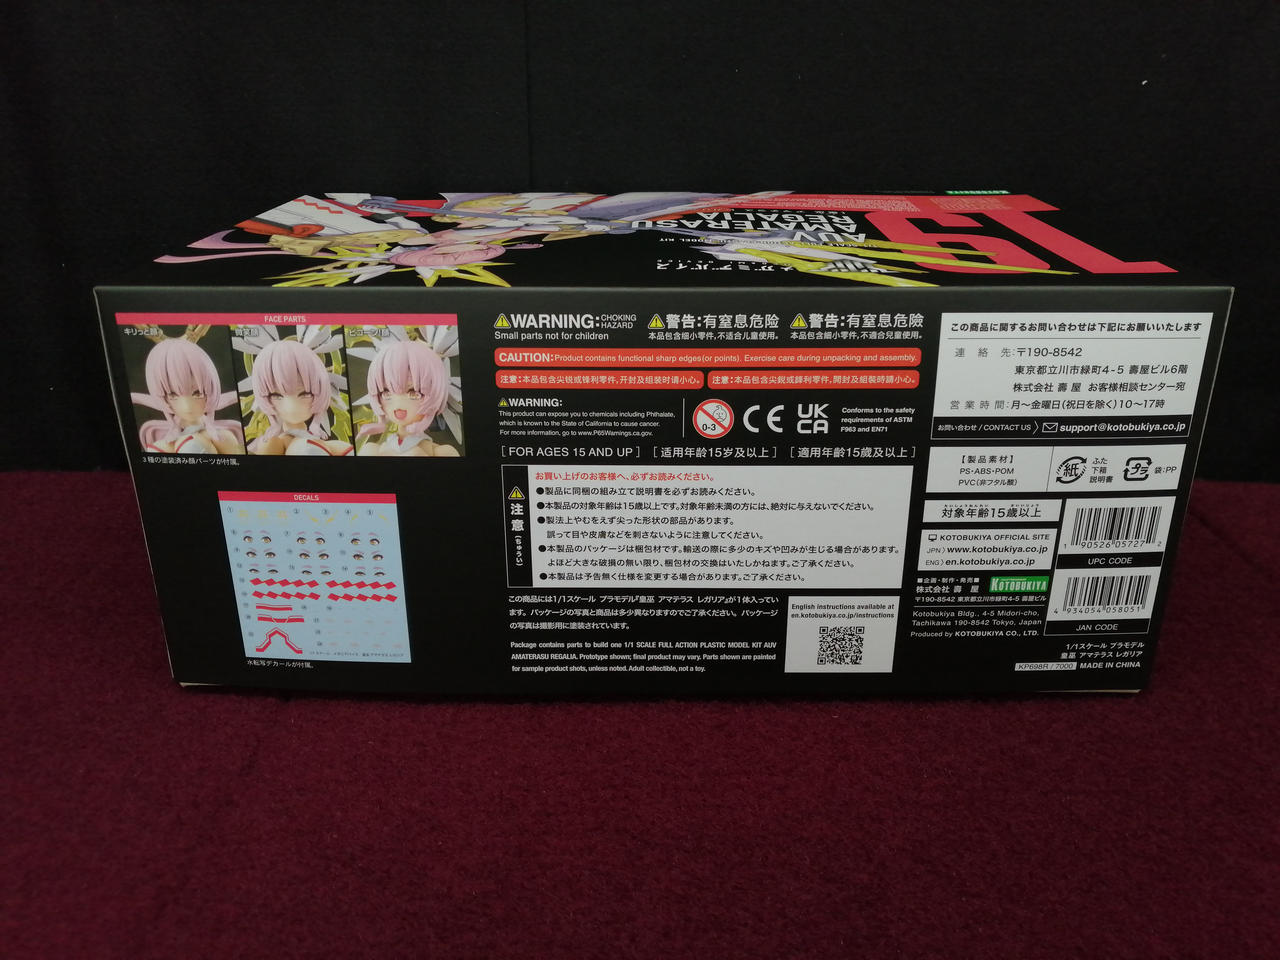 KOTOBUKIYA
AUV
AMATERASU
REGALIA
メガミデバイス
FACE PARTS
キリっと顔
微笑顔
3種の塗装済み顔パーツが付属。
DECALS
水転写デカールが付属。
WARNING: CHOKING HAZARD
Small parts not for children
警告:有窒息危险
本品包含细小零件,不适合儿童使用。
警告:有窒息危險
本品包含細小零件,不適合兒童使用。
CAUTION: Product contains functional sharp edges (or points). Exercise care during unpacking and assembly.
注意:本品包含尖锐或锋利零件,开封及组装时请小心。
注意:本品包含尖銳或鋒利零件,開封及組裝時請小心。
WARNING:
This product can expose you to chemicals including Phthalate,
which is known to the State of California to cause cancer.
For more information, go to www.P65Warnings.ca.gov.
0-3
CE
UK
CA
Conforms to the safety
requirements of ASTM
F963 and EN71
[ FOR AGES 15 AND UP ] [ 适用年龄15岁及以上 ] [ 適用年齡15歲及以上 ]
注意(ちゅうい)
お買い上げのお客様へ、必ずお読みください。
●製品に同梱の組み立て説明書を必ずお読みください。
●本製品の対象年齢は15歳以上です。対象年齢未満の方には、絶対に与えないでください。
●製法上やむをえず尖った形状の部品があります。
誤って目や皮膚などを刺さないように注意してください。
●本製品のパッケージは梱包材です。輸送の際に多少のキズや凹みが生じる場合があります。
よほど大きな破損の無い限り、梱包材の交換はいたしかねます。ご了承ください。
●本製品は予告無く仕様を変更する場合があります。ご了承ください。
この商品には1/1スケール プラモデル『皇巫 アマテラス レガリア』が1体入ってい
ます。パッケージの写真と商品は多少異なりますのでご了承ください。パッケージ
の写真は撮影用に塗装されています。
Package contains parts to build one 1/1 SCALE FULL ACTION PLASTIC MODEL KIT AUV
AMATERASU REGALIA. Prototype shown; final product may vary. Parts shown are painted
for sample product shots, unless noted. Adult collectible, not a toy.
English instructions available at
en.kotobukiya.co.jp/instructions
この商品に関するお問い合わせは下記にお願いいたします
連絡先:〒190-8542
東京都立川市緑町4-5 壽屋ビル6階
株式会社 壽屋 お客様相談センター宛
営業時間:月~金曜日(祝日を除く)10~17時
お問い合わせ / CONTACT US
support@kotobukiya.co.jp
【製品素材】
PS・ABS・POM
PVC(非フタル酸)
紙
ふた
下箱
説明書
プラ
袋:PP
たいしょうねんれい さいいじょう
対象年齢15歳以上
KOTOBUKIYA OFFICIAL SITE
JPN〉www.kotobukiya.co.jp
ENG〉en.kotobukiya.co.jp
■企画・制作・発売■
株式会社 壽屋
KOTOBUKIYA
〒190-8542 東京都立川市緑町4-5 壽屋ビル
Kotobukiya Bldg., 4-5 Midori-cho,
Tachikawa 190-8542 Tokyo, Japan
Produced by KOTOBUKIYA CO., LTD.
1 90526 05727 2
UPC CODE
4 934054 058051
JAN CODE
1/1スケール プラモデル
皇巫 アマテラス レガリア
KP698R / 7000
MADE IN CHINA